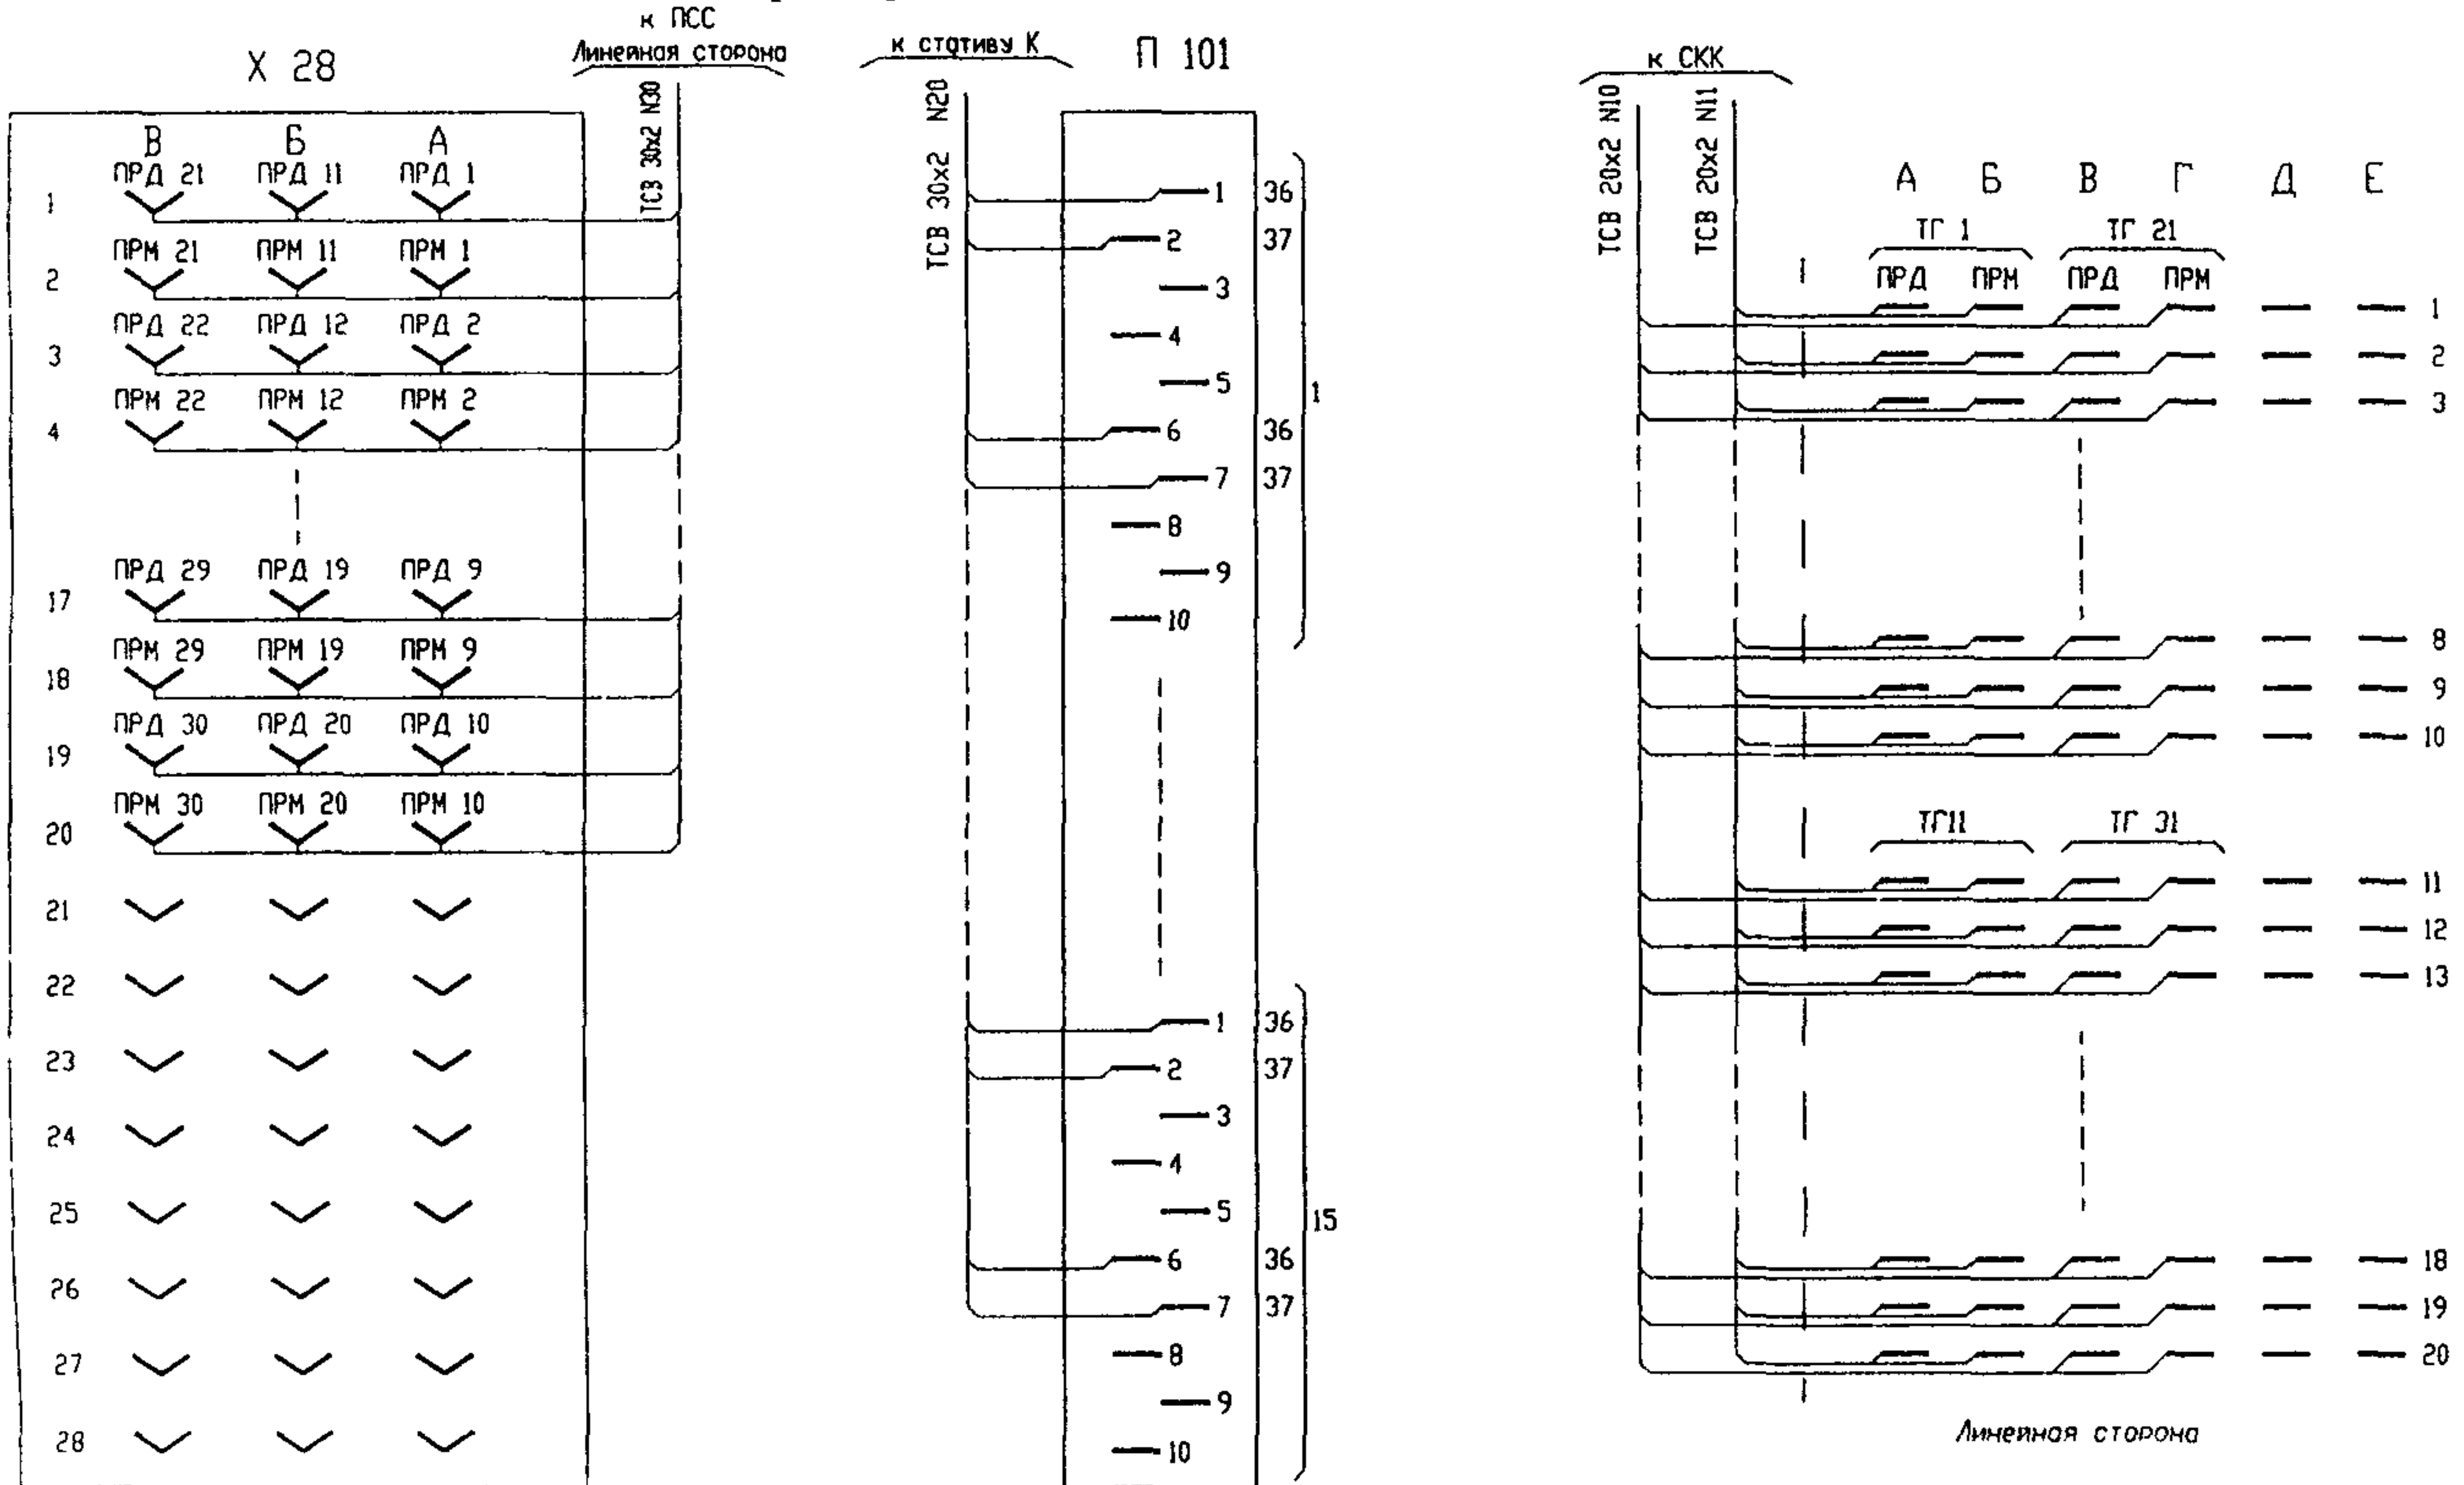 Х 28
к ПСС
Линейная сторона
ТСВ 30х2 N30
В Б А
ПРД 21 ПРД 11 ПРД 1
1
ПРМ 21 ПРМ 11 ПРМ 1
2
ПРД 22 ПРД 12 ПРД 2
3
ПРМ 22 ПРМ 12 ПРМ 2
4
ПРД 29 ПРД 19 ПРД 9
17
ПРМ 29 ПРМ 19 ПРМ 9
18
ПРД 30 ПРД 20 ПРД 10
19
ПРМ 30 ПРМ 20 ПРМ 10
20
21
22
23
24
25
26
27
28
к стативу К
П 101
ТСВ 30х2 N20
1 36
2 37
3
4
5
1
6 36
7 37
8
9
10
1 36
2 37
3
4
5
15
6 36
7 37
8
9
10
к СКК
ТСВ 20х2 N10
ТСВ 20х2 N11
А Б В Г Д Е
ТГ 1 ТГ 21
ПРД ПРМ ПРД ПРМ
1
2
3
8
9
10
ТГ11 ТГ 31
11
12
13
18
19
20
Линейная сторона